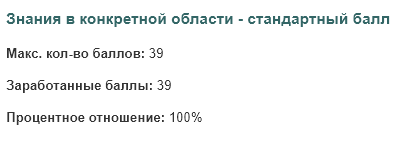 Знания в конкретной области - стандартный балл
Макс. кол-во баллов: 39
Заработанные баллы: 39
Процентное отношение: 100%